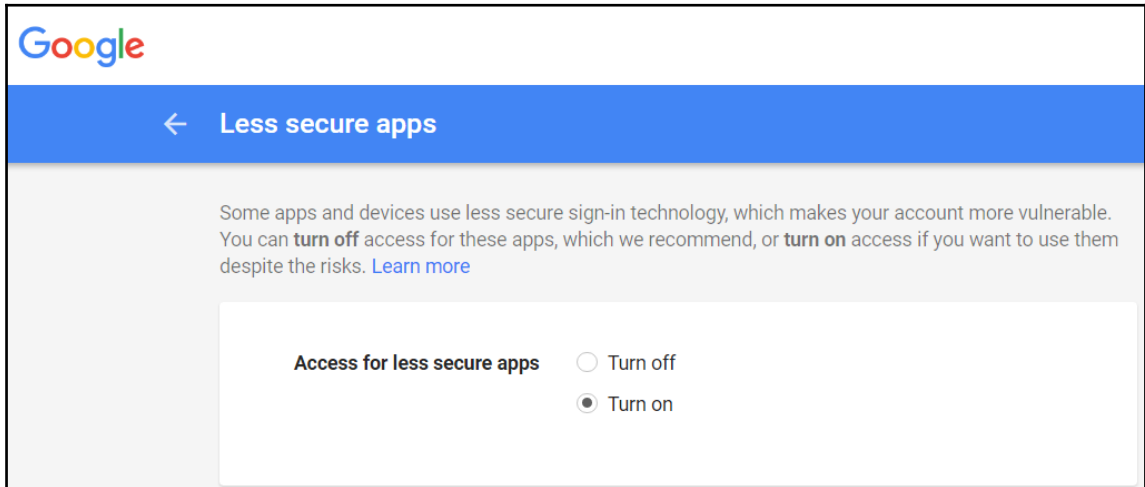 Google
Less secure apps
Some apps and devices use less secure sign-in technology, which makes your account more vulnerable.
You can turn off access for these apps, which we recommend, or turn on access if you want to use them
despite the risks. Learn more
Access for less secure apps Turn off
Turn on